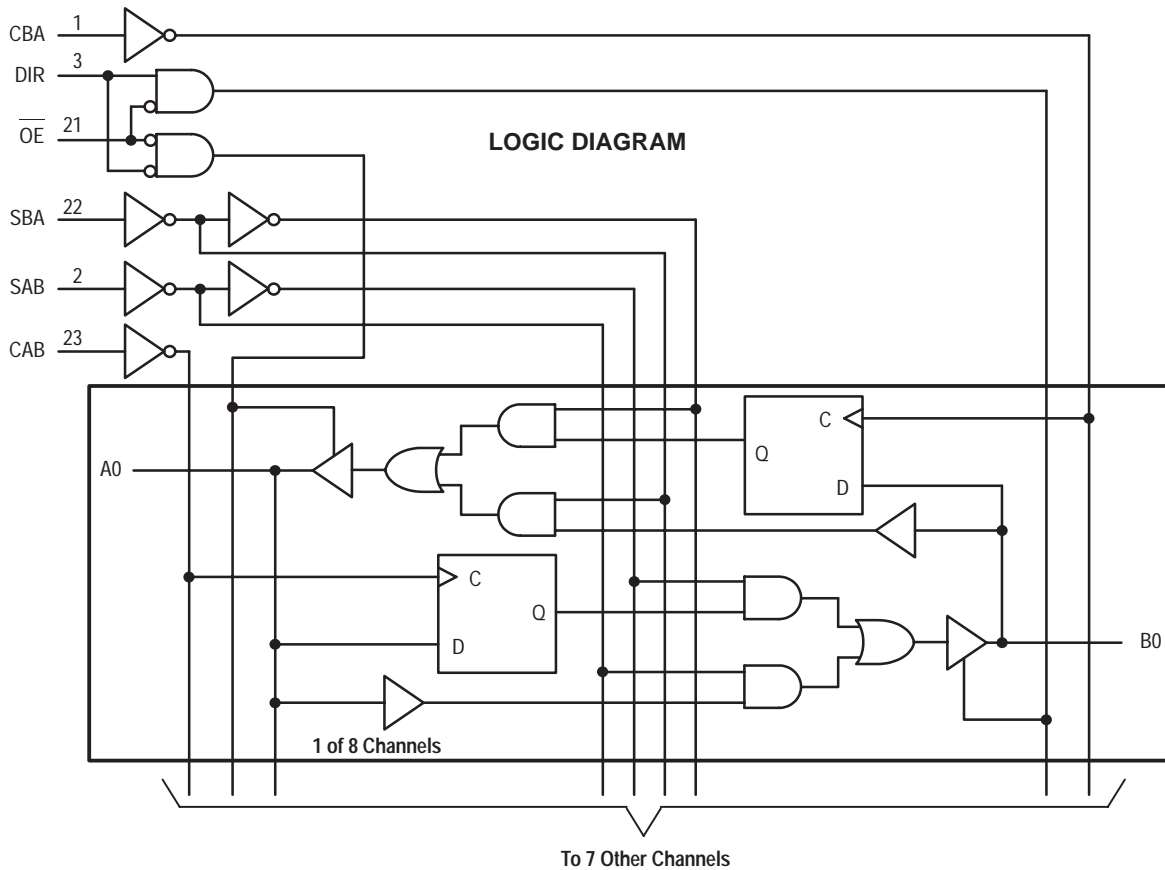 CBA 1
DIR 3
OE 21
LOGIC DIAGRAM
SBA 22
SAB 2
CAB 23
C
Q
A0
D
C
Q
D
B0
1 of 8 Channels
To 7 Other Channels